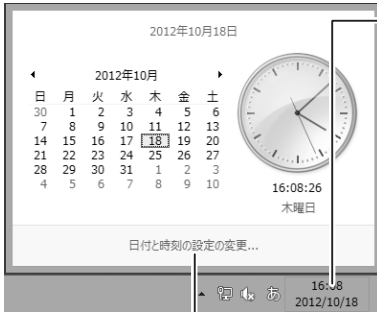 2012年10月18日
2012年10月
日 月 火 水 木 金 土
30 1 2 3 4 5 6
7 8 9 10 11 12 13
14 15 16 17 18 19 20
21 22 23 24 25 26 27
28 29 30 31 1 2 3
4 5 6 7 8 9 10
16:08:26
木曜日
日付と時刻の設定の変更...
あ
16:08
2012/10/18